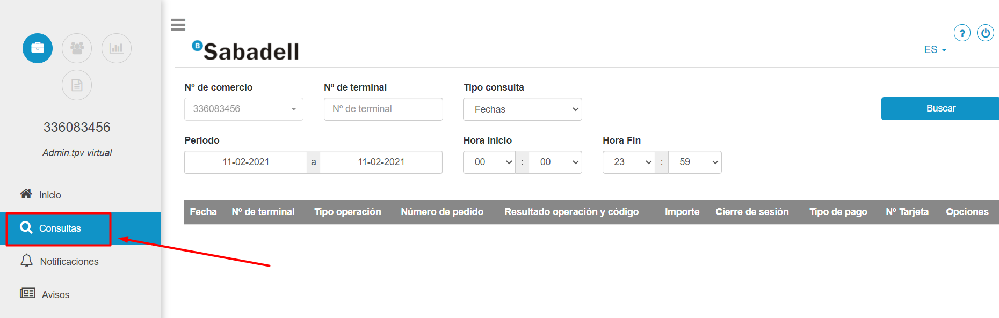 336083456
Admin.tpv virtual
Inicio
Consultas
Notificaciones
Avisos
B Sabadell
?
ES
Nº de comercio Nº de terminal Tipo consulta
336083456 Nº de terminal Fechas Buscar
Periodo Hora Inicio Hora Fin
11-02-2021 a 11-02-2021 00 : 00 23 : 59
Fecha Nº de terminal Tipo operación Número de pedido Resultado operación y código Importe Cierre de sesión Tipo de pago Nº Tarjeta Opciones